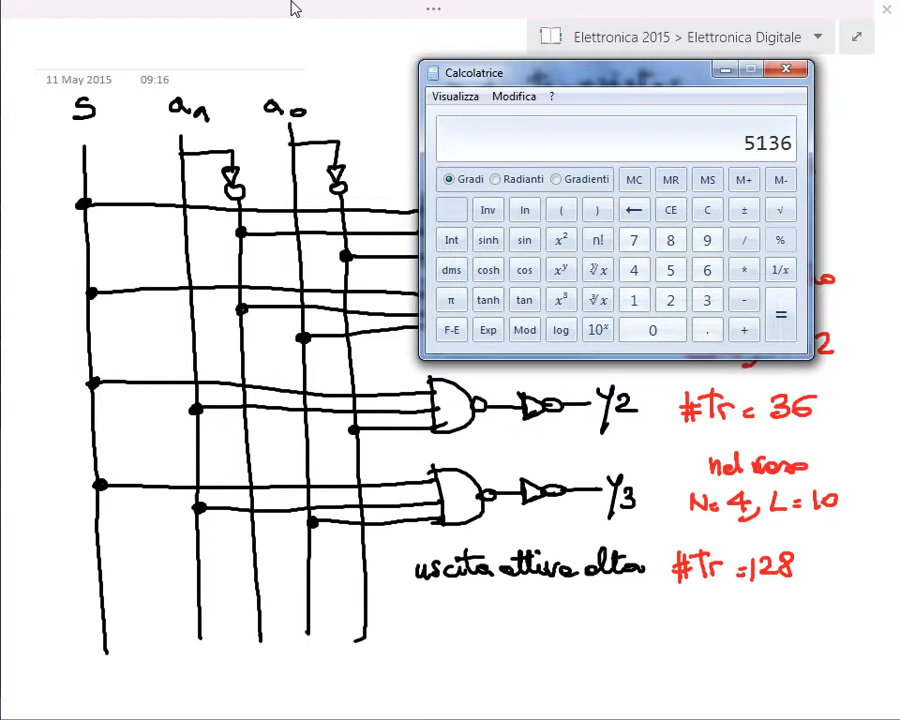 Elettronica 2015 > Elettronica Digitale
11 May 2015 09:16
S a1 a0
Calcolatrice
Visualizza Modifica ?
5136
Gradi Radianti Gradienti MC MR MS M+ M-
Inv ln ( ) ← CE C ± √
Int sinh sin x² n! 7 8 9 / %
dms cosh cos xʸ ʸ√x 4 5 6 * 1/x
π tanh tan x³ ³√x 1 2 3 - =
F-E Exp Mod log 10ˣ 0 . +
2
y2 #Tr = 36
nel caso
N=4, L=10
y3
uscita attiva alta #Tr =128